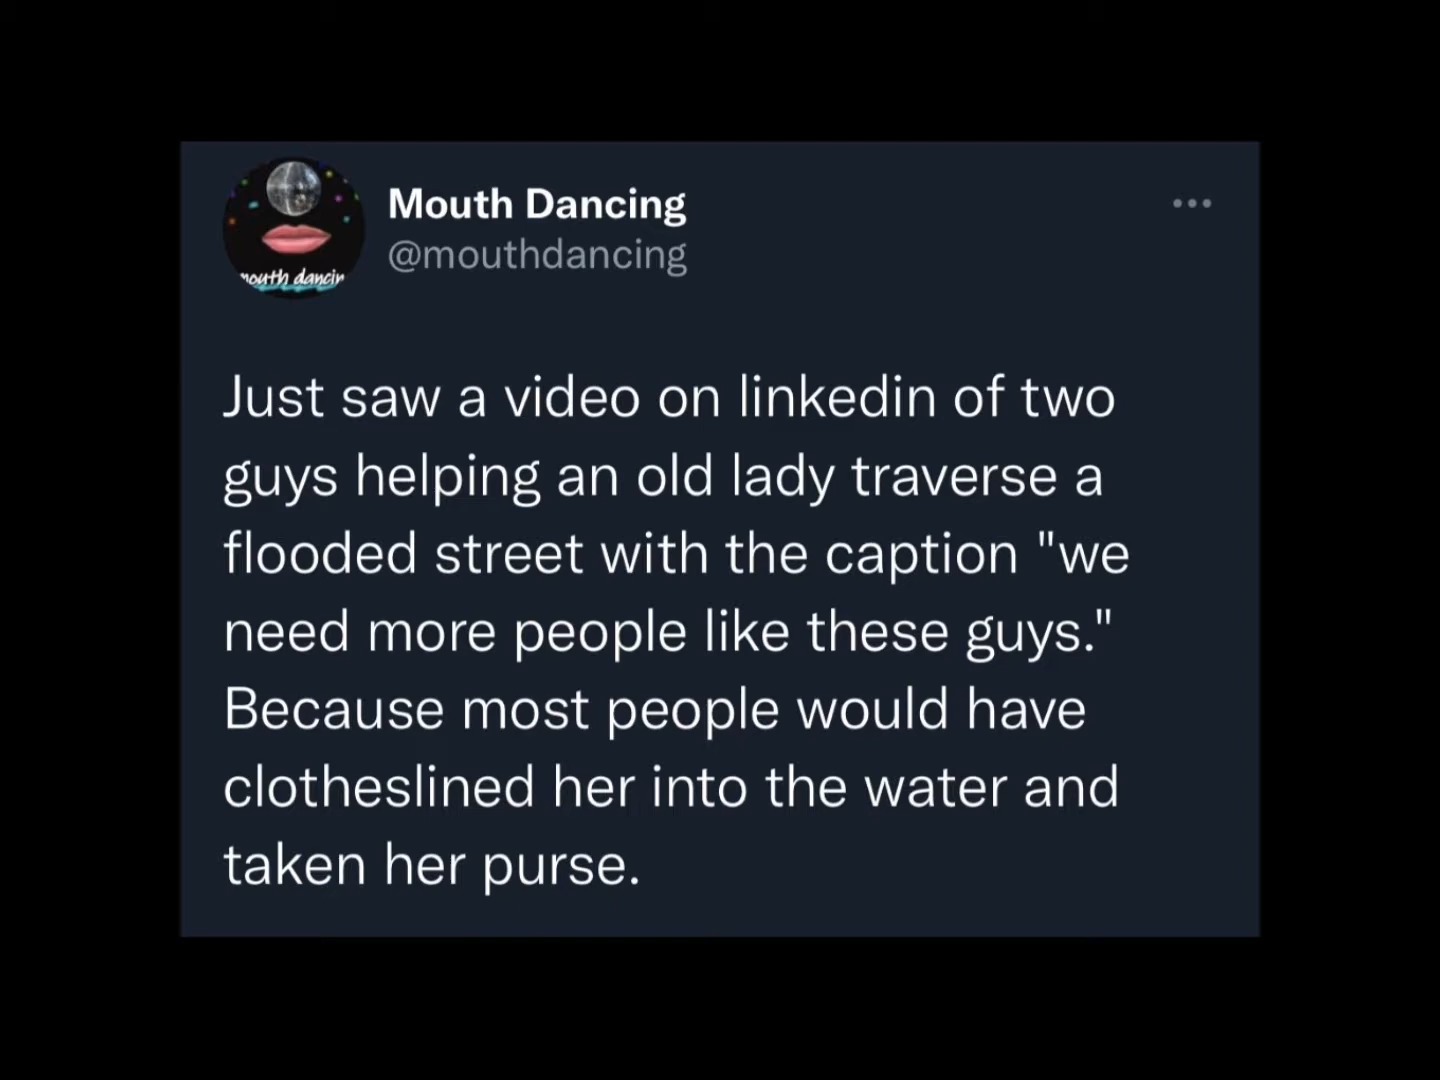 Mouth Dancing
@mouthdancing
mouth dancin
Just saw a video on linkedin of two
guys helping an old lady traverse a
flooded street with the caption "we
need more people like these guys."
Because most people would have
clotheslined her into the water and
taken her purse.